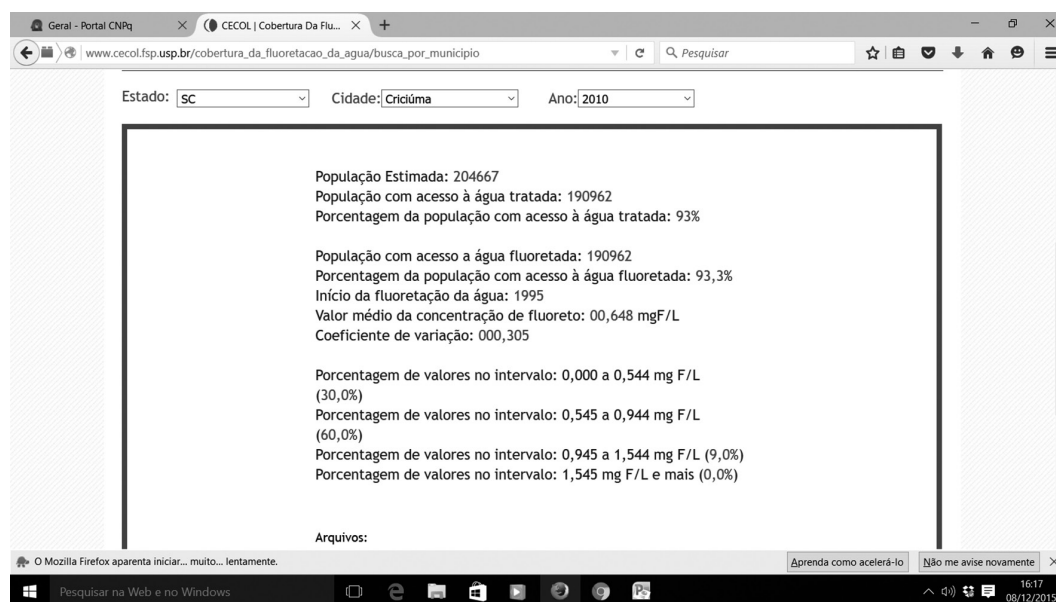 Geral - Portal CNPq
CECOL | Cobertura Da Flu...
www.cecol.fsp.usp.br/cobertura_da_fluoretacao_da_agua/busca_por_municipio
Pesquisar
Estado: SC Cidade: Criciúma Ano: 2010
População Estimada: 204667
População com acesso à água tratada: 190962
Porcentagem da população com acesso à água tratada: 93%
População com acesso a água fluoretada: 190962
Porcentagem da população com acesso à água fluoretada: 93,3%
Início da fluoretação da água: 1995
Valor médio da concentração de fluoreto: 00,648 mgF/L
Coeficiente de variação: 000,305
Porcentagem de valores no intervalo: 0,000 a 0,544 mg F/L
(30,0%)
Porcentagem de valores no intervalo: 0,545 a 0,944 mg F/L
(60,0%)
Porcentagem de valores no intervalo: 0,945 a 1,544 mg F/L (9,0%)
Porcentagem de valores no intervalo: 1,545 mg F/L e mais (0,0%)
Arquivos:
O Mozilla Firefox aparenta iniciar... muito... lentamente. Aprenda como acelerá-lo Não me avise novamente
Pesquisar na Web e no Windows
16:17
08/12/2015